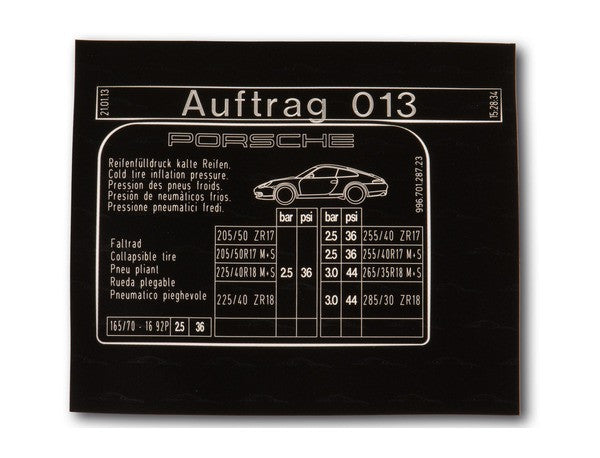 21.01.13
Auftrag 013
15:28:34
PORSCHE
Reifenfülldruck kalte Reifen.
Cold tire inflation pressure.
Pression des pneus froids.
Presión de neumáticos frios.
Pressione pneumatici fredi.
996.701.287.23
bar psi bar psi
205/50 ZR17 2.5 36 255/40 ZR17
205/50R17 M+S 2.5 36 255/40R17 M+S
225/40R18 M+S 2.5 36 3.0 44 265/35R18 M+S
225/40 ZR18 3.0 44 285/30 ZR18
Faltrad
Collapsible tire
Pneu pliant
Rueda plegable
Pneumatico pieghevole
165/70 - 16 92P 2.5 36